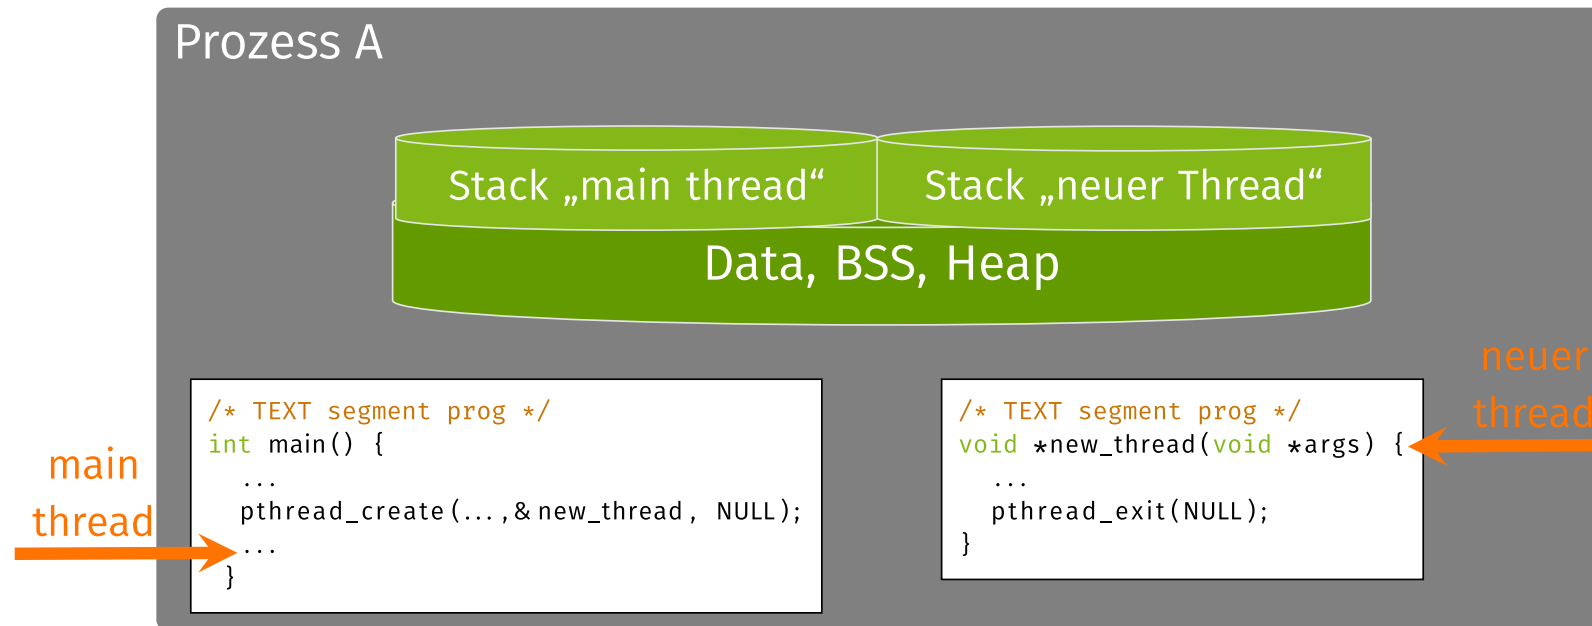 Prozess A
Stack „main thread“
Stack „neuer Thread“
Data, BSS, Heap
main
thread
/* TEXT segment prog */
int main() {
...
pthread_create(...,&new_thread, NULL);
...
}
/* TEXT segment prog */
void *new_thread(void *args) {
...
pthread_exit(NULL);
}
neuer
thread